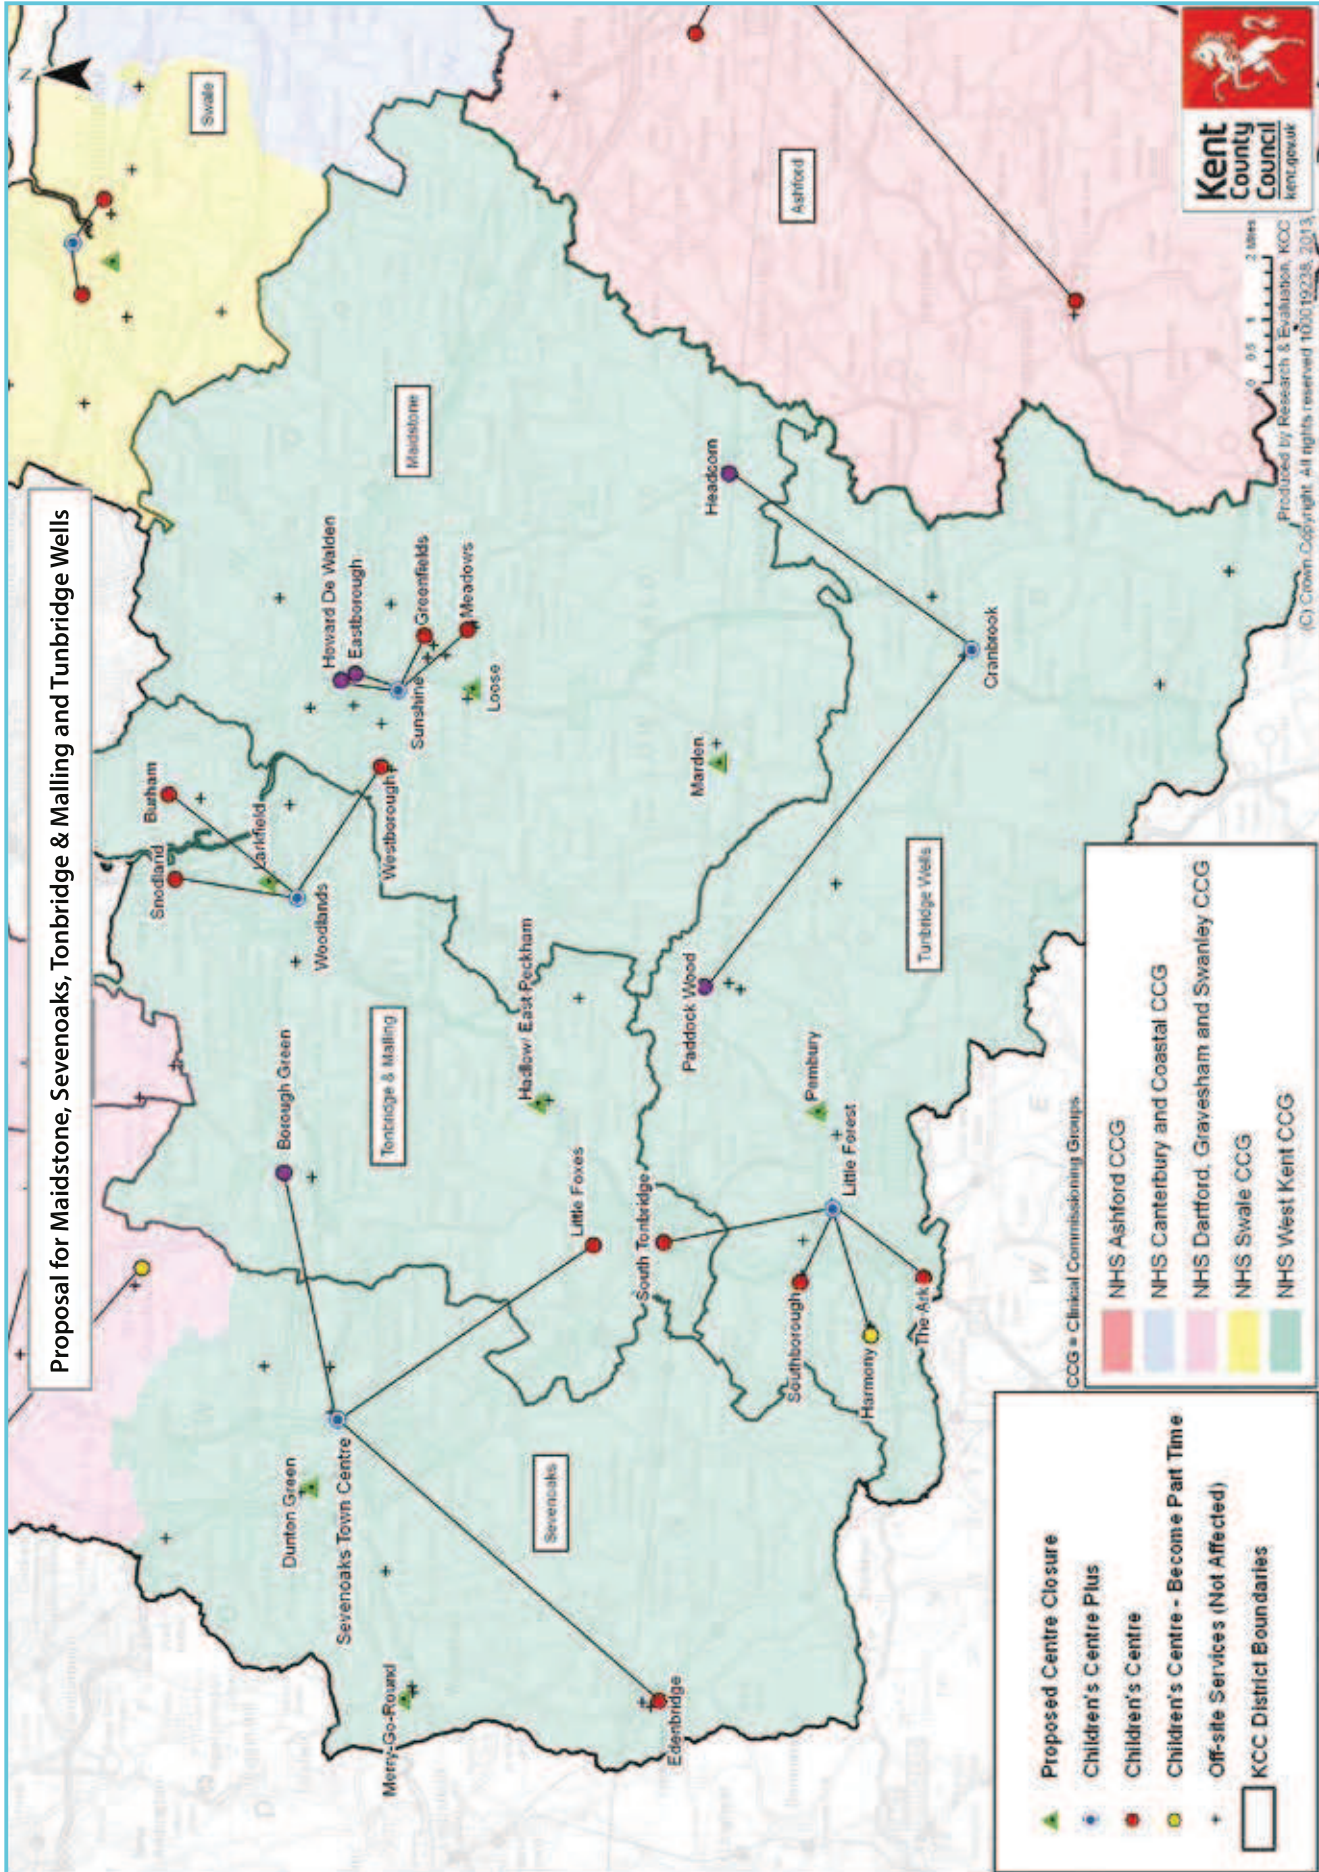 Proposal for Maidstone, Sevenoaks, Tonbridge & Malling and Tunbridge Wells
N
Swale
Maidstone
Ashford
Tonbridge & Malling
Sevenoaks
Tunbridge Wells
Snodland
Burham
Larkfield
Woodlands
Westborough
Howard De Walden
Eastborough
Greenfields
Meadows
Sunshine
Loose
Borough Green
Hadlow/ East Peckham
Little Foxes
South Tonbridge
Dunton Green
Sevenoaks Town Centre
Merry-Go-Round
Edenbridge
Marden
Headcorn
Paddock Wood
Cranbrook
Pembury
Little Forest
Southborough
Harmony
The Ark
Proposed Centre Closure
Children's Centre Plus
Children's Centre
Children's Centre - Become Part Time
Off-site Services (Not Affected)
KCC District Boundaries
CCG = Clinical Commissioning Groups
NHS Ashford CCG
NHS Canterbury and Coastal CCG
NHS Dartford, Gravesham and Swanley CCG
NHS Swale CCG
NHS West Kent CCG
0 0.5 1 2 Miles
Produced by Research & Evaluation, KCC
(C) Crown Copyright. All rights reserved 100019238, 2013,
Kent
County
Council
kent.gov.uk